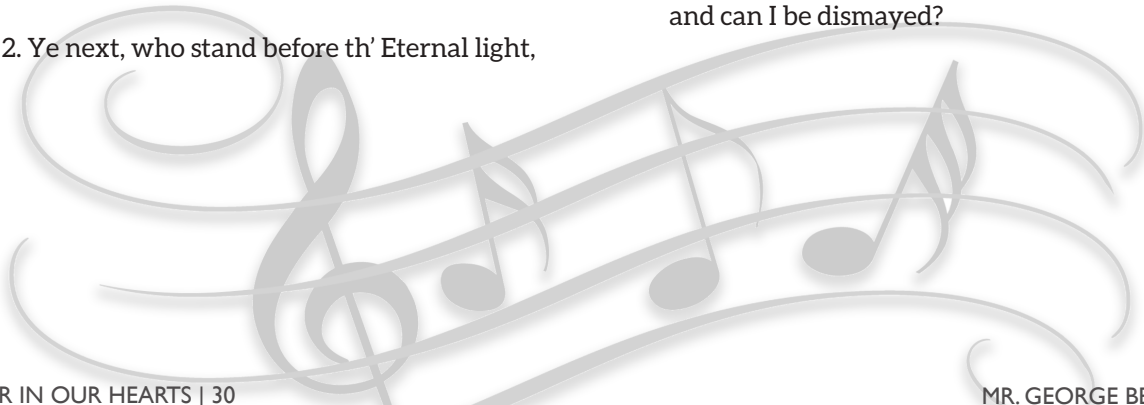 2. Ye next, who stand before th’ Eternal light,
and can I be dismayed?
IN OUR HEARTS | 30
MR. GEORGE